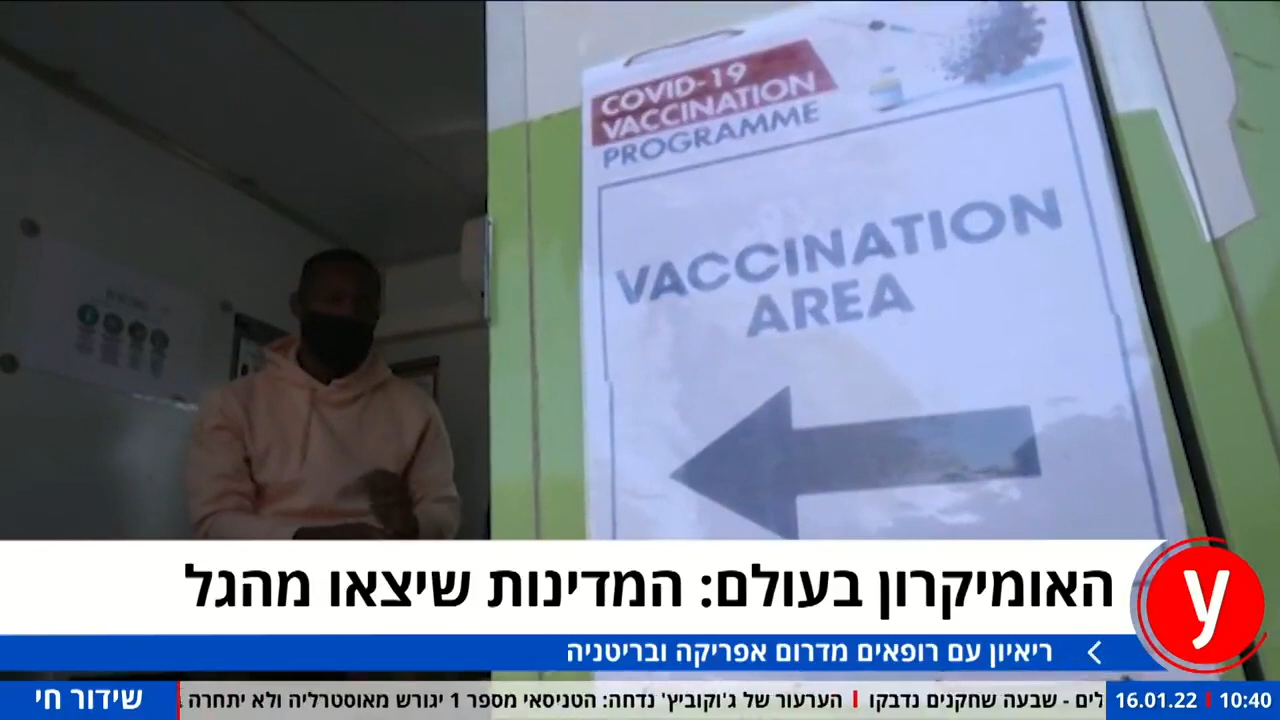 COVID-19
VACCINATION
PROGRAMME
VACCINATION
AREA
האומיקרון בעולם: המדינות שיצאו מהגל
y
ריאיון עם רופאים מדרום אפריקה ובריטניה
שידור חי
לים - שבעה שחקנים נדבקו | הערעור של ג'וקוביץ' נדחה: הטניסאי מספר 1 יגורש מאוסטרליה ולא יתחרה
16.01.22 | 10:40